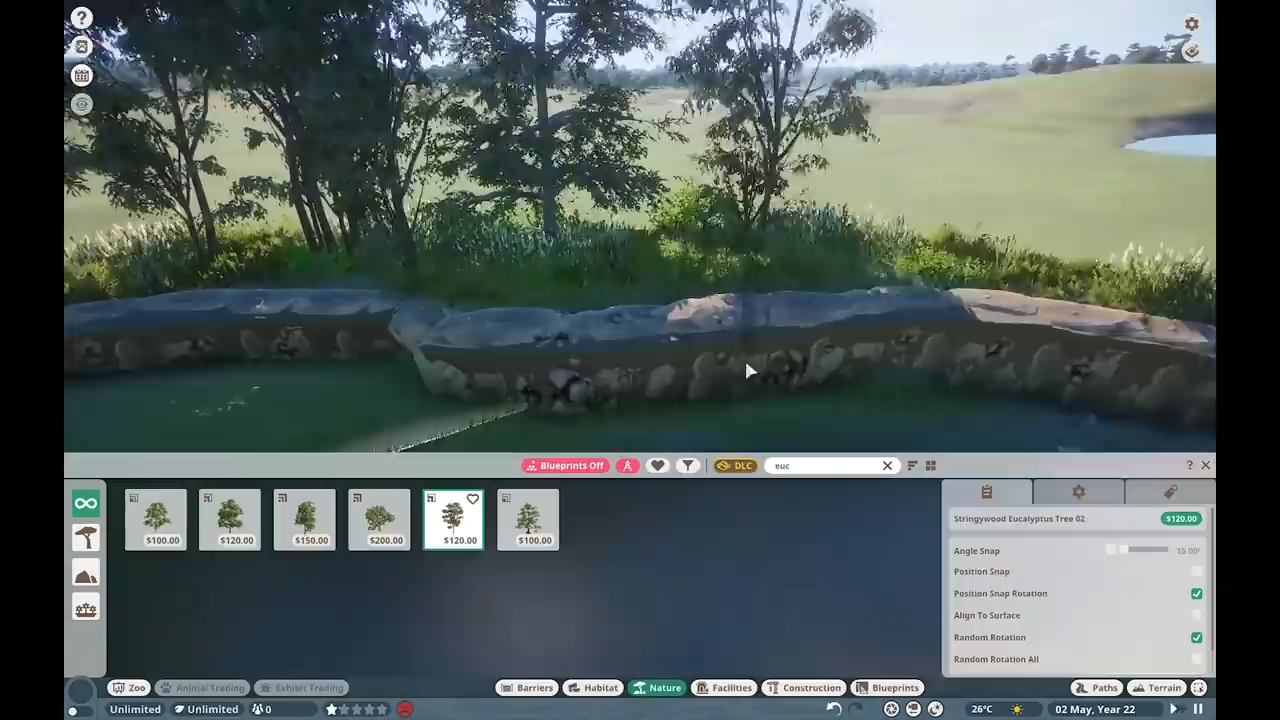 ?
Blueprints Off
DLC
euc
?
$100.00
$120.00
$150.00
$200.00
$120.00
$100.00
Stringywood Eucalyptus Tree 02
$120.00
Angle Snap
15.00°
Position Snap
Position Snap Rotation
Align To Surface
Random Rotation
Random Rotation All
Zoo
Animal Trading
Exhibit Trading
Barriers
Habitat
Nature
Facilities
Construction
Blueprints
Paths
Terrain
Unlimited
Unlimited
0
26°C
02 May, Year 22